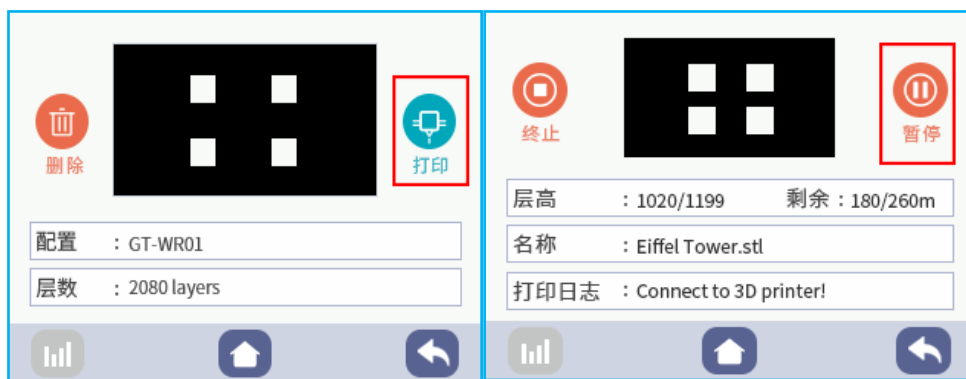 删除
打印
配置 : GT-WR01
层数 : 2080 layers
终止
暂停
层高 : 1020/1199 剩余 : 180/260m
名称 : Eiffel Tower.stl
打印日志 : Connect to 3D printer!